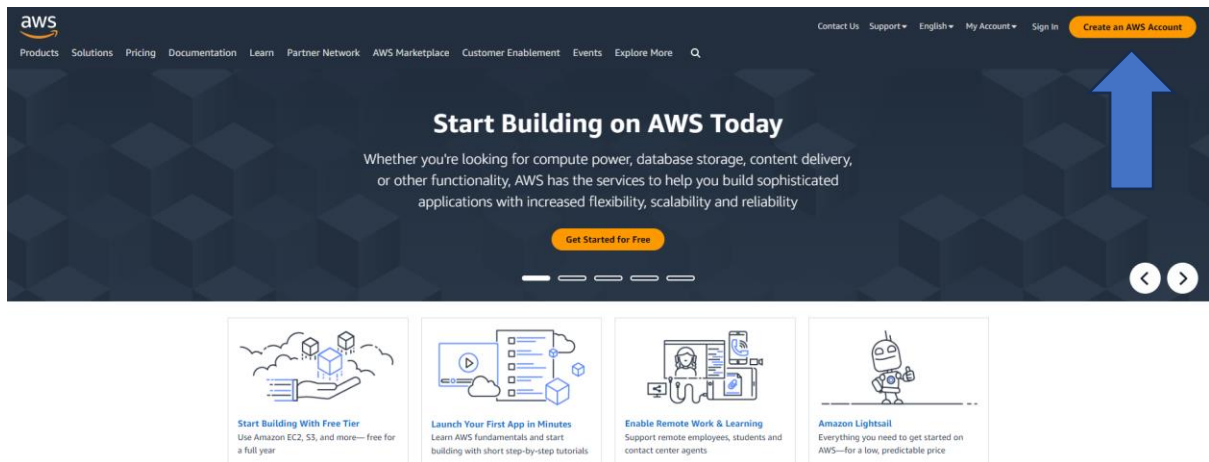 aws
Contact Us Support English My Account Sign In Create an AWS Account
Products Solutions Pricing Documentation Learn Partner Network AWS Marketplace Customer Enablement Events Explore More
Start Building on AWS Today
Whether you're looking for compute power, database storage, content delivery,
or other functionality, AWS has the services to help you build sophisticated
applications with increased flexibility, scalability and reliability
Get Started for Free
Start Building With Free Tier
Use Amazon EC2, S3, and more— free for
a full year
Launch Your First App in Minutes
Learn AWS fundamentals and start
building with short step-by-step tutorials
Enable Remote Work & Learning
Support remote employees, students and
contact center agents
Amazon Lightsail
Everything you need to get started on
AWS—for a low, predictable price